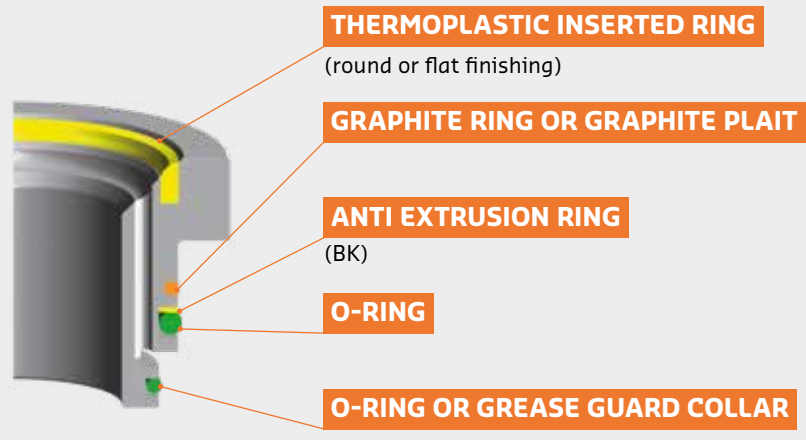 THERMOPLASTIC INSERTED RING
(round or flat finishing)
GRAPHITE RING OR GRAPHITE PLAIT
ANTI EXTRUSION RING
(BK)
O-RING
O-RING OR GREASE GUARD COLLAR